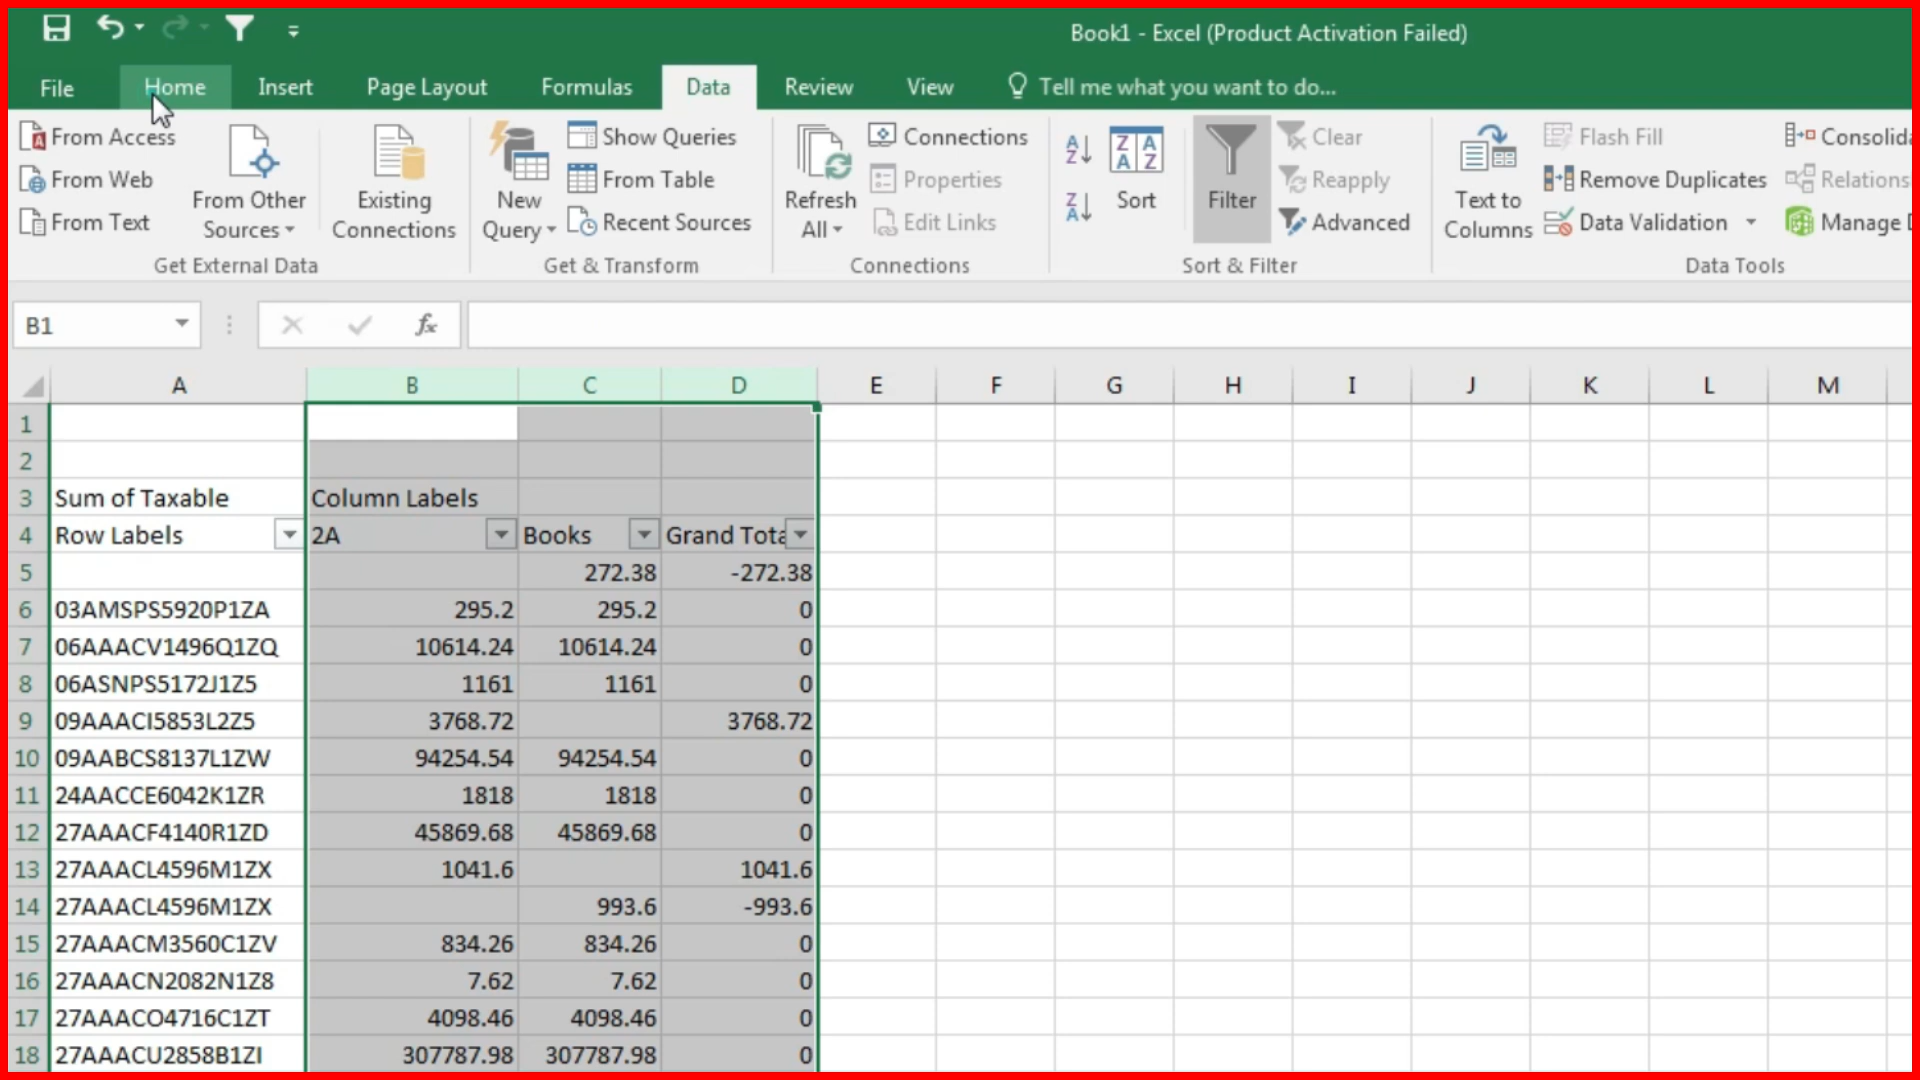 Book1 - Excel (Product Activation Failed)
File Home Insert Page Layout Formulas Data Review View Tell me what you want to do...
From Access
From Web
From Text
From Other Sources
Get External Data
Existing Connections
New Query
Show Queries
From Table
Recent Sources
Get & Transform
Refresh All
Connections
Properties
Edit Links
Connections
Sort
Filter
Clear
Reapply
Advanced
Sort & Filter
Text to Columns
Flash Fill
Remove Duplicates
Data Validation
Consolida
Relations
Manage D
Data Tools
B1 fx
A B C D E F G H I J K L M
1
2
3 Sum of Taxable Column Labels
4 Row Labels 2A Books Grand Tota
5 272.38 -272.38
6 03AMSPS5920P1ZA 295.2 295.2 0
7 06AAACV1496Q1ZQ 10614.24 10614.24 0
8 06ASNPS5172J1Z5 1161 1161 0
9 09AAACI5853L2Z5 3768.72 3768.72
10 09AABCS8137L1ZW 94254.54 94254.54 0
11 24AACCE6042K1ZR 1818 1818 0
12 27AAACF4140R1ZD 45869.68 45869.68 0
13 27AAACL4596M1ZX 1041.6 1041.6
14 27AAACL4596M1ZX 993.6 -993.6
15 27AAACM3560C1ZV 834.26 834.26 0
16 27AAACN2082N1Z8 7.62 7.62 0
17 27AAACO4716C1ZT 4098.46 4098.46 0
18 27AAACU2858B1ZI 307787.98 307787.98 0